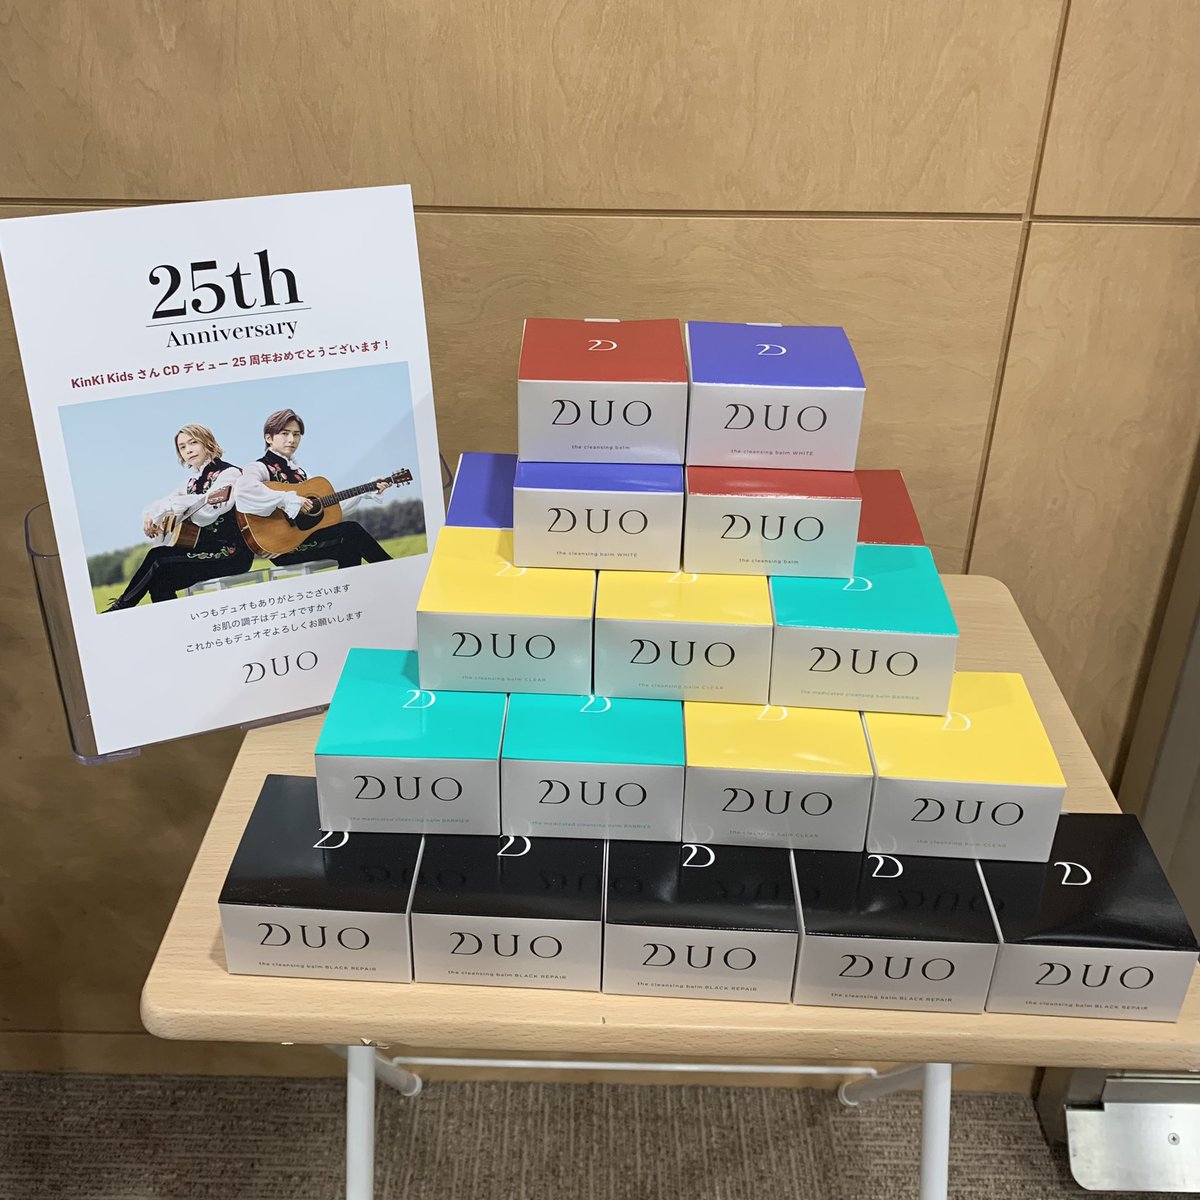 25th
Anniversary
KinKi Kids さん CD デビュー 25 周年おめでとうございます！
いつもデュオもありがとうございます
お肌の調子はデュオですか？
これからもデュオぞよろしくお願いします
DUO
DUO
the cleansing balm
DUO
the cleansing balm WHITE
DUO
the cleansing balm WHITE
DUO
the cleansing balm
DUO
the cleansing balm CLEAR
DUO
the cleansing balm CLEAR
DUO
the medicated cleansing balm BARRIER
DUO
the medicated cleansing balm BARRIER
DUO
the medicated cleansing balm BARRIER
DUO
the cleansing balm CLEAR
DUO
the cleansing balm CLEAR
DUO
the cleansing balm BLACK REPAIR
DUO
the cleansing balm BLACK REPAIR
DUO
the cleansing balm BLACK REPAIR
DUO
the cleansing balm BLACK REPAIR
DUO
the cleansing balm BLACK REPAIR